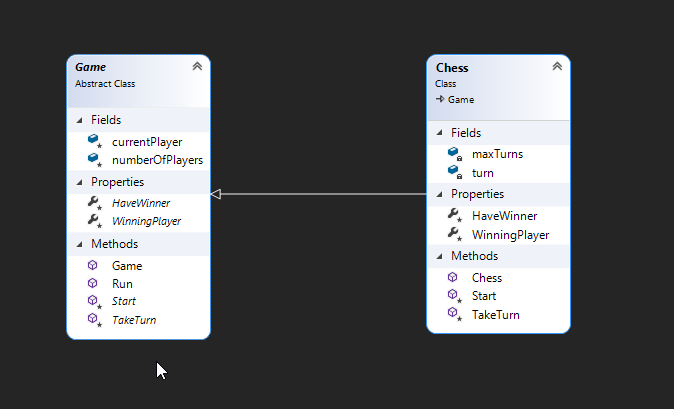 Game
Abstract Class
Fields
currentPlayer
numberOfPlayers
Properties
HaveWinner
WinningPlayer
Methods
Game
Run
Start
TakeTurn
Chess
Class
Game
Fields
maxTurns
turn
Properties
HaveWinner
WinningPlayer
Methods
Chess
Start
TakeTurn